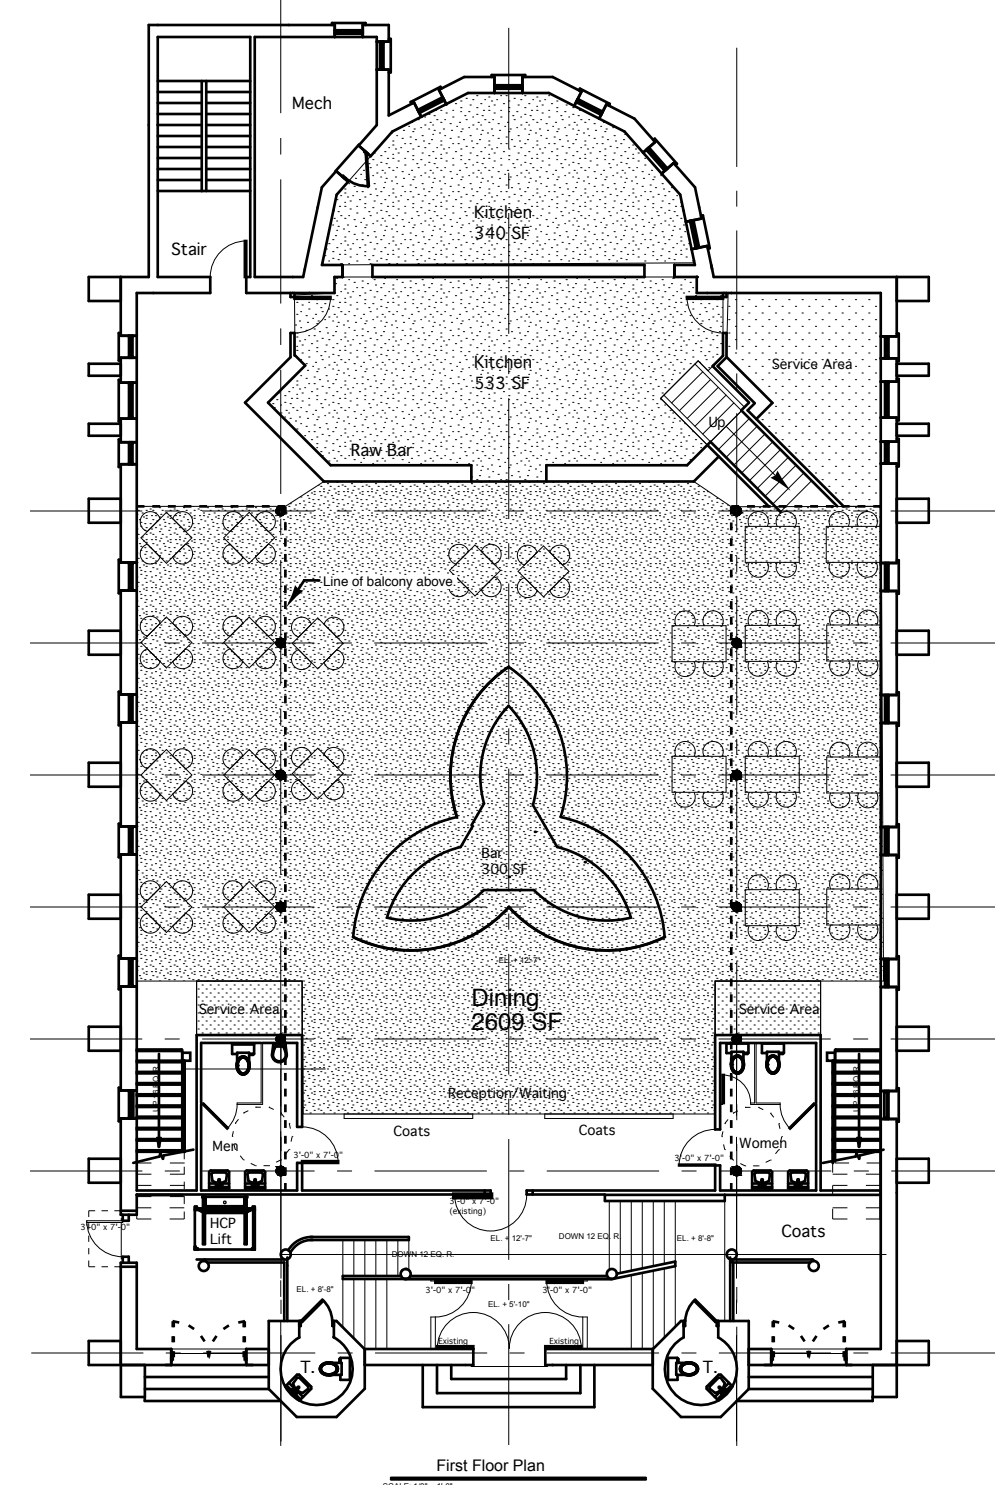 Mech
Stair
Kitchen
340 SF
Kitchen
533 SF
Service Area
Up
Raw Bar
Line of balcony above
Bar
300 SF
EL. + 12'-7"
Dining
2609 SF
Service Area
Service Area
Reception/Waiting
Coats
Coats
Men
3'-0" x 7'-0"
3'-0" x 7'-0"
Women
3'-0" x 7'-0"
(existing)
3'-0" x 7'-0"
HCP
Lift
EL. + 12'-7"
DOWN 12 EQ. R.
DOWN 12 EQ. R.
EL. + 8'-8"
Coats
EL. + 8'-8"
3'-0" x 7'-0"
3'-0" x 7'-0"
EL. + 5'-10"
Existing
Existing
T.
T.
First Floor Plan